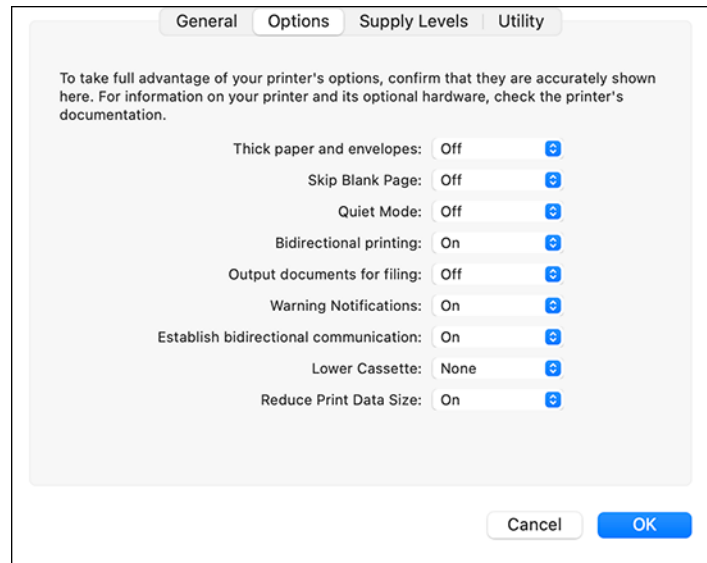 General Options Supply Levels Utility
To take full advantage of your printer's options, confirm that they are accurately shown
here. For information on your printer and its optional hardware, check the printer's
documentation.
Thick paper and envelopes: Off
Skip Blank Page: Off
Quiet Mode: Off
Bidirectional printing: On
Output documents for filing: Off
Warning Notifications: On
Establish bidirectional communication: On
Lower Cassette: None
Reduce Print Data Size: On
Cancel OK